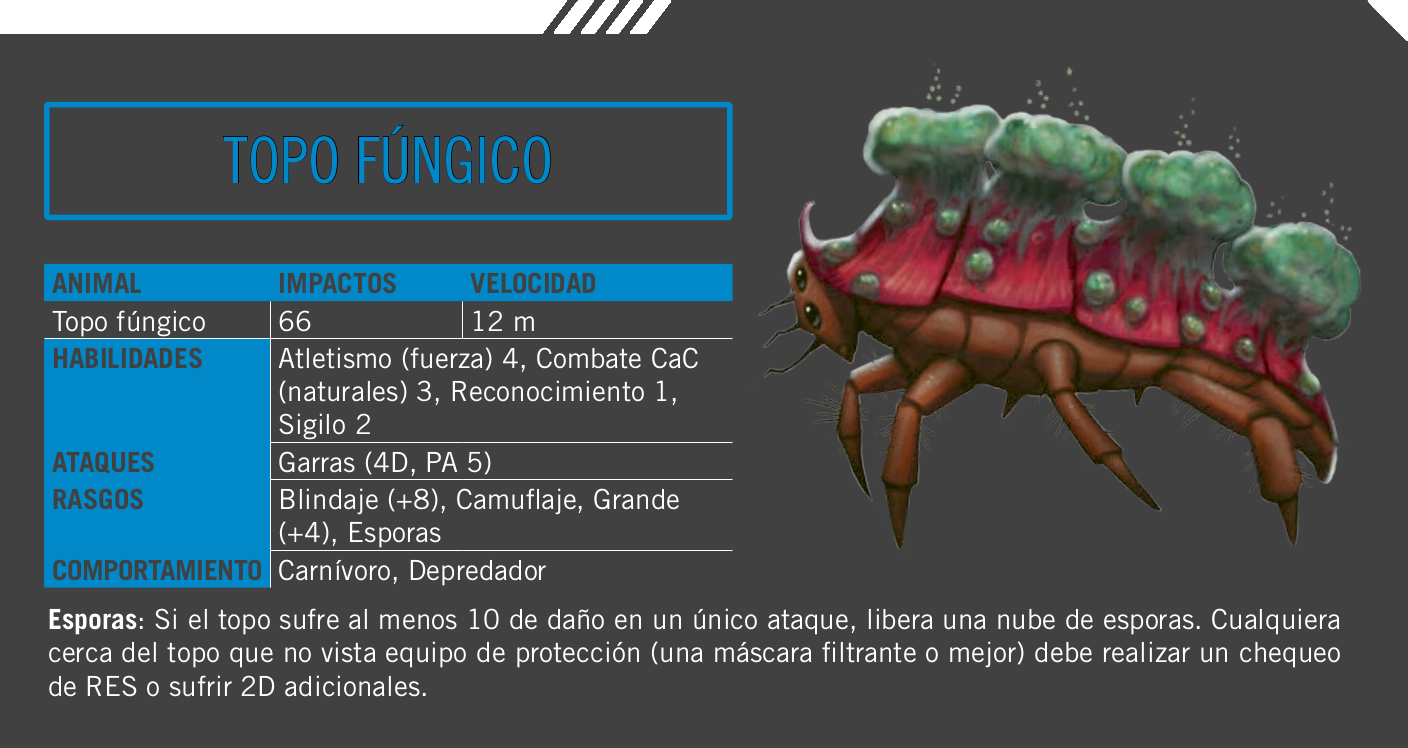 TOPO FÚNGICO
ANIMAL IMPACTOS VELOCIDAD
Topo fúngico 66 12 m
HABILIDADES Atletismo (fuerza) 4, Combate CaC
(naturales) 3, Reconocimiento 1,
Sigilo 2
ATAQUES Garras (4D, PA 5)
RASGOS Blindaje (+8), Camuflaje, Grande
(+4), Esporas
COMPORTAMIENTO Carnívoro, Depredador
Esporas: Si el topo sufre al menos 10 de daño en un único ataque, libera una nube de esporas. Cualquiera
cerca del topo que no vista equipo de protección (una máscara filtrante o mejor) debe realizar un chequeo
de RES o sufrir 2D adicionales.